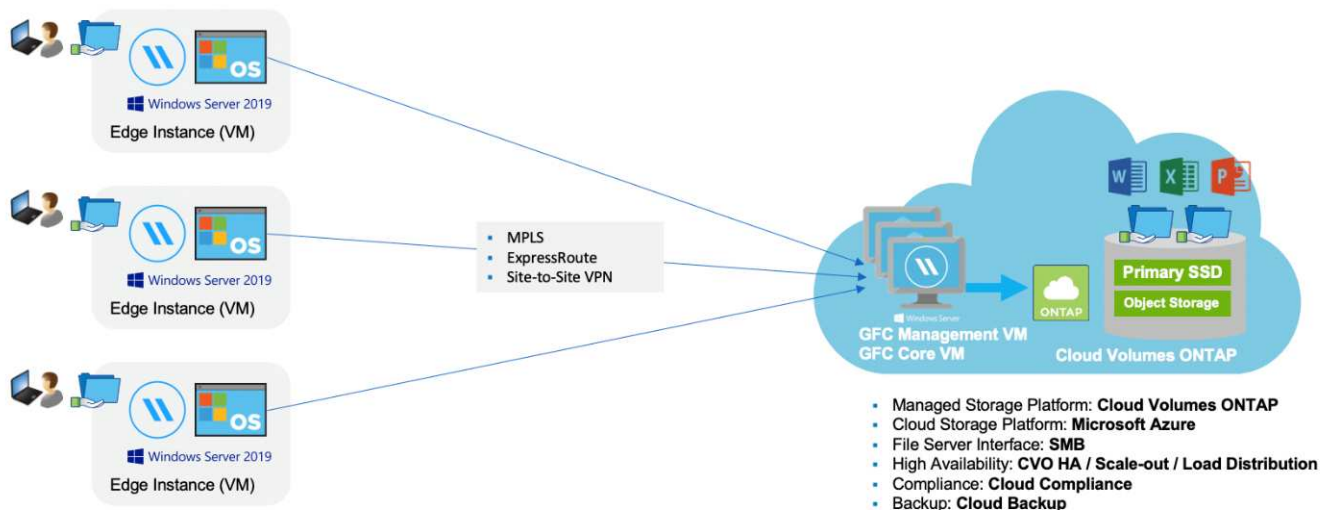 OS
Windows Server 2019
Edge Instance (VM)
OS
Windows Server 2019
Edge Instance (VM)
OS
Windows Server 2019
Edge Instance (VM)
▪ MPLS
▪ ExpressRoute
▪ Site-to-Site VPN
W
X
P
Windows Server
GFC Management VM
GFC Core VM
ONTAP
Primary SSD
Object Storage
Cloud Volumes ONTAP
▪ Managed Storage Platform: Cloud Volumes ONTAP
▪ Cloud Storage Platform: Microsoft Azure
▪ File Server Interface: SMB
▪ High Availability: CVO HA / Scale-out / Load Distribution
▪ Compliance: Cloud Compliance
▪ Backup: Cloud Backup